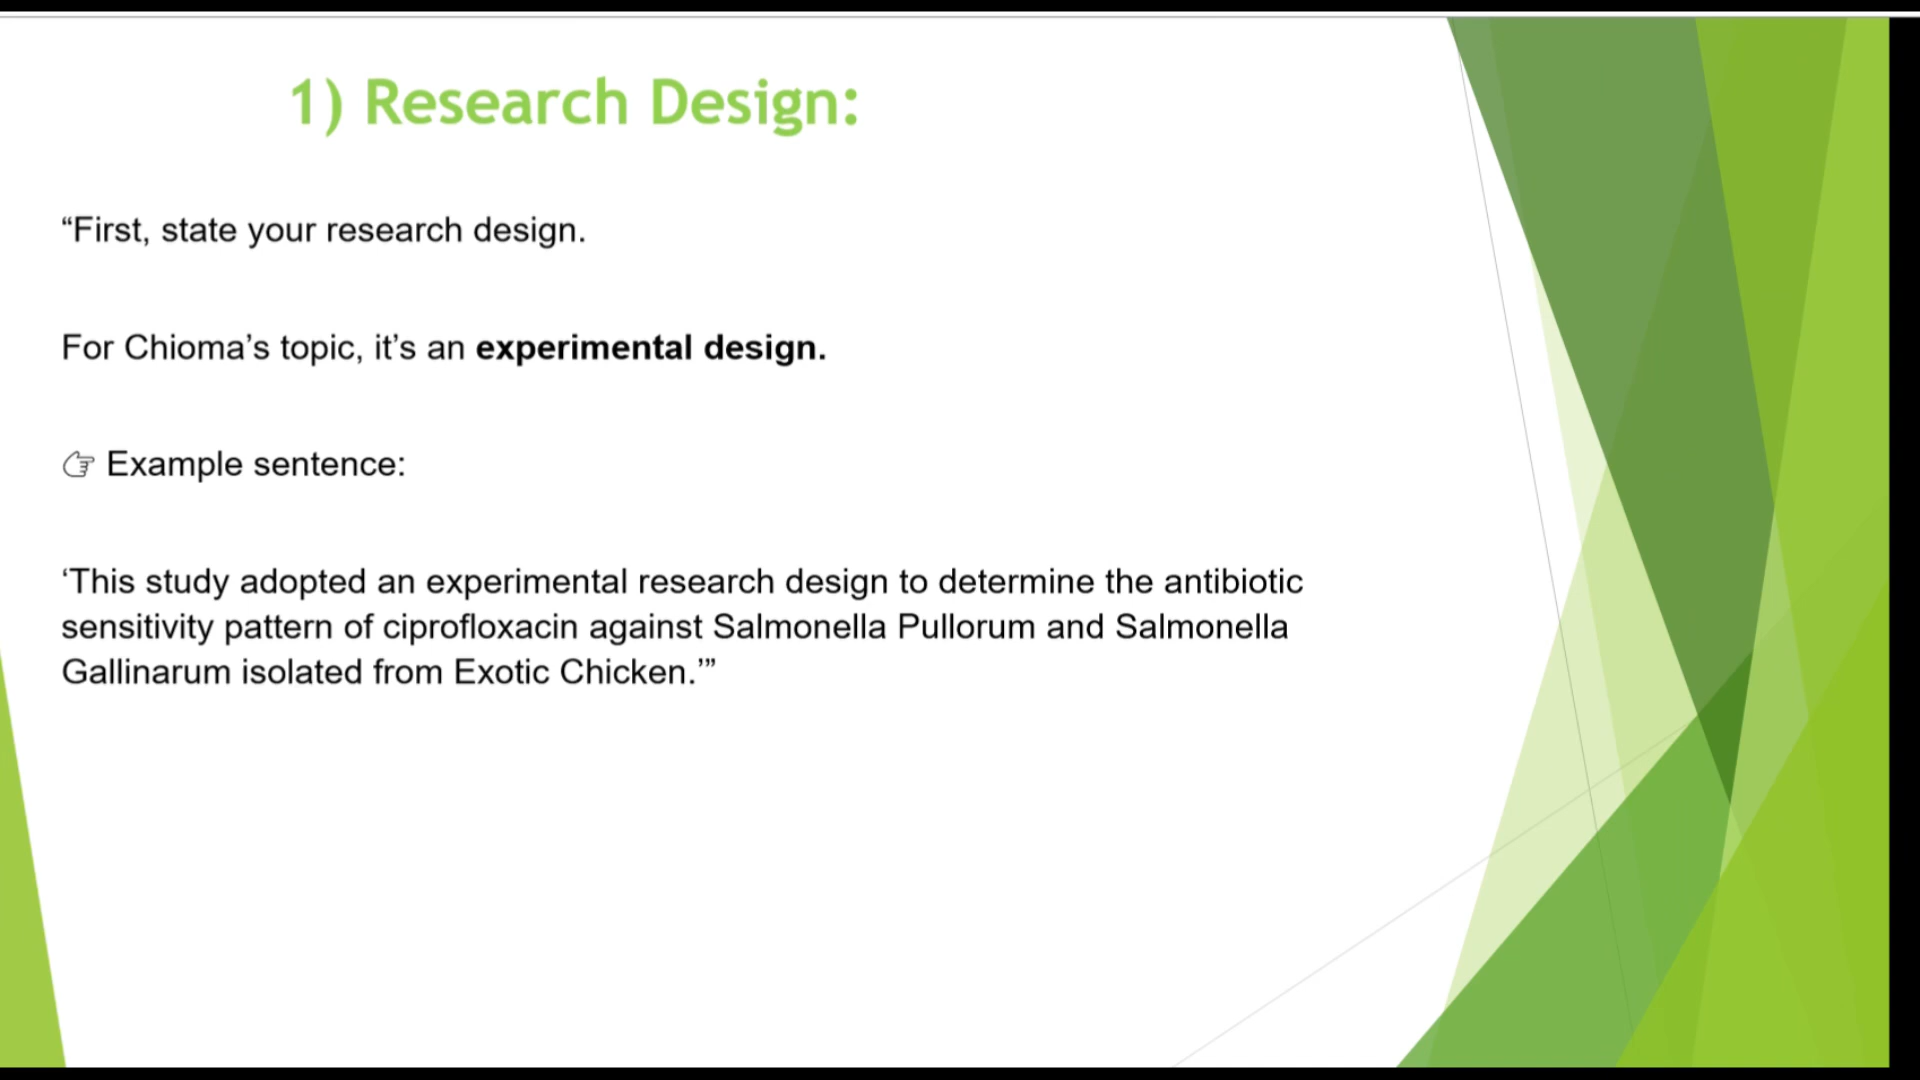 1) Research Design:
“First, state your research design.
For Chioma’s topic, it’s an experimental design.
👉 Example sentence:
‘This study adopted an experimental research design to determine the antibiotic
sensitivity pattern of ciprofloxacin against Salmonella Pullorum and Salmonella
Gallinarum isolated from Exotic Chicken.’”